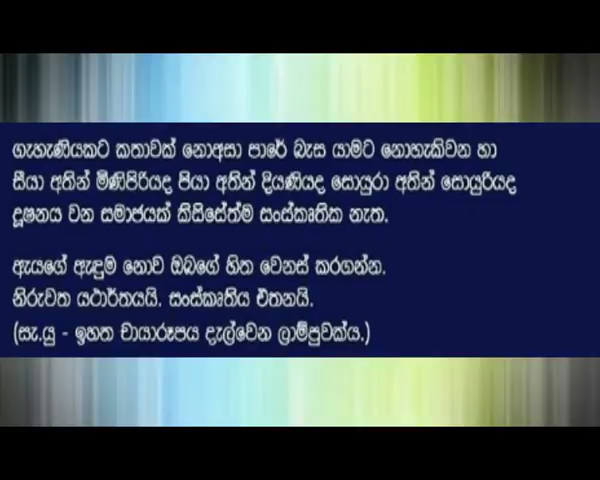 ගැහැණියකට කතාවක් නොඅසා පාරේ බැස යාමට නොහැකිවන හා
සීයා අතින් මිණිපිරියද පියා අතින් දියණියද සොයුරා අතින් සොයුරියද
දූෂනය වන සමාජයක් කිසිසේත්ම සංස්කෘතික නැත.
ඇයගේ ඇඳුම නොව ඔබගේ හිත වෙනස් කරගන්න.
නිරුවත යථාර්තයයි. සංස්කෘතිය එතනයි.
(සැ.යු - ඉහත චායාරූපය දැල්වෙන ලාම්පුවක්ය.)